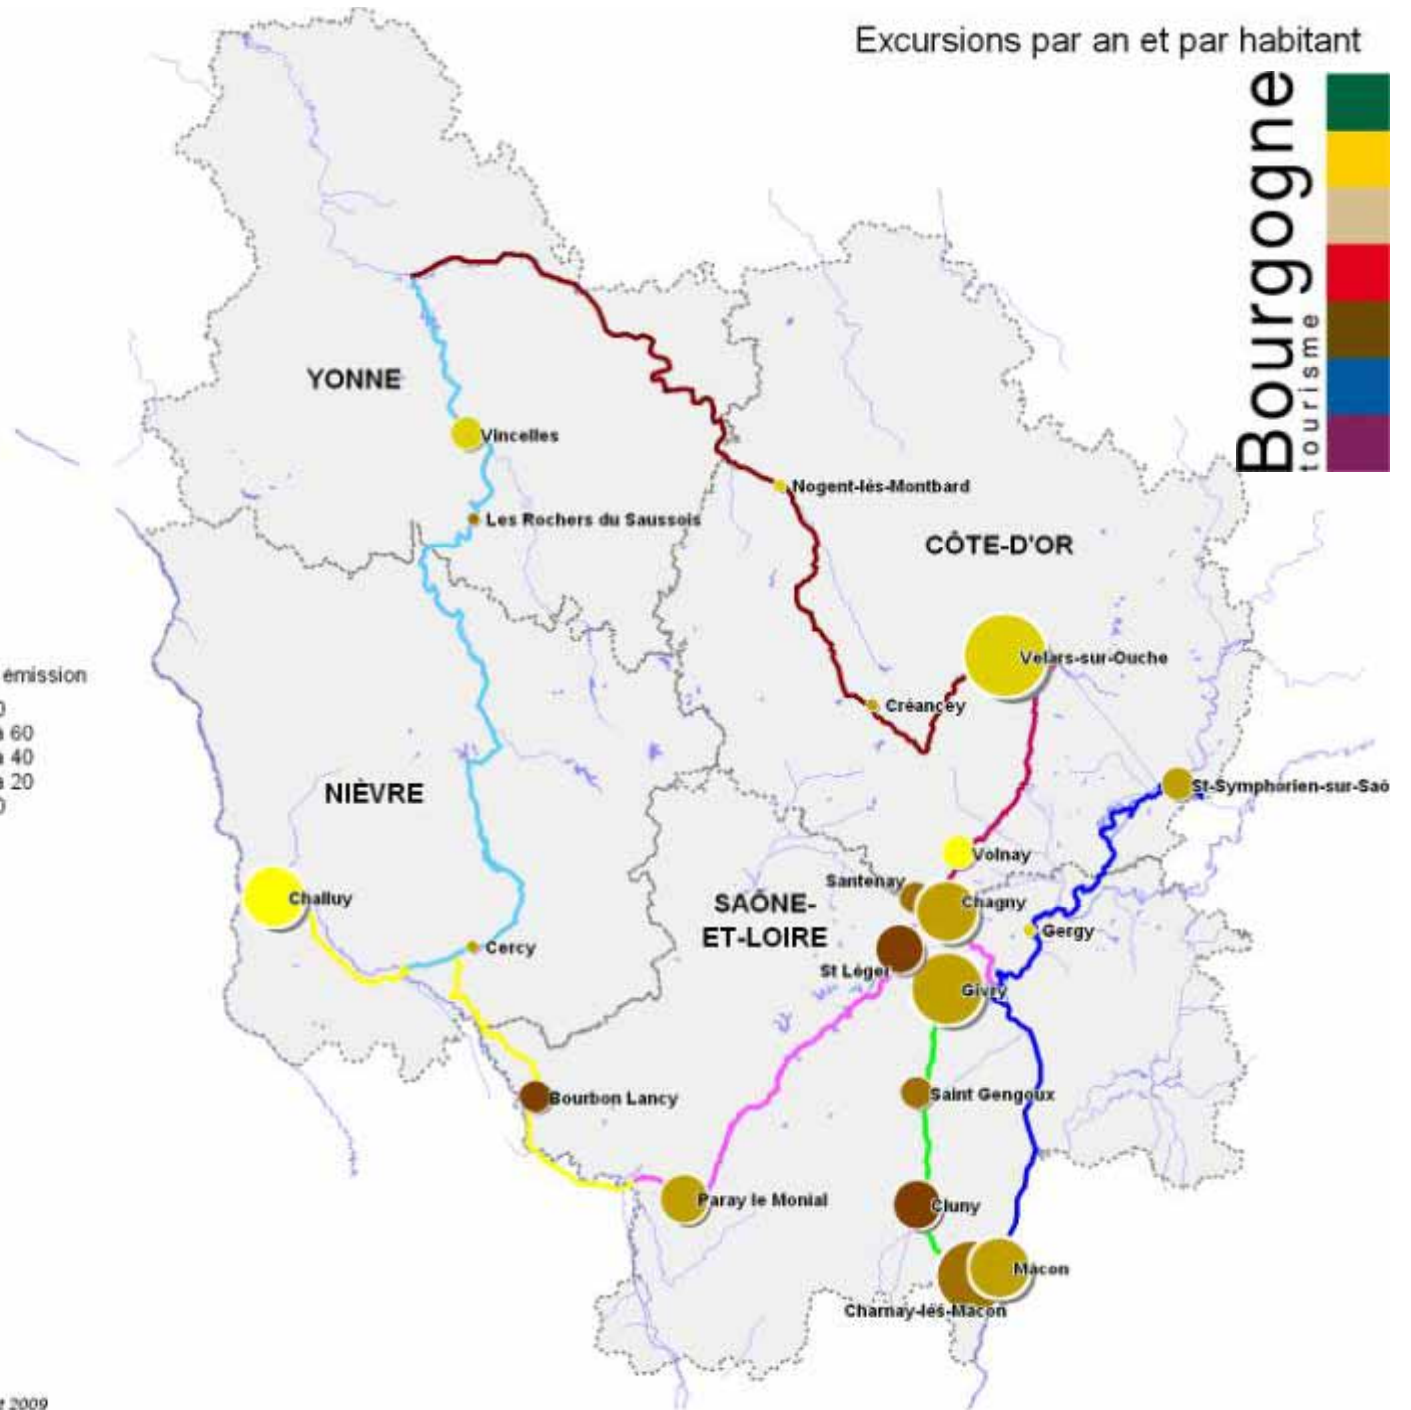 Excursions par an et par habitant
Bourgogne
tourisme
YONNE
Vincelles
Nogent-lès-Montbard
Les Rochers du Saussois
CÔTE-D'OR
Velars-sur-Ouche
émission
Créancey
60
40
20
NIÈVRE
St-Symphorien-sur-Saô
Volnay
Santenay
Challuy
SAÔNE-
ET-LOIRE
Chagny
Gergy
Cercy
St Léger
Givry
Bourbon Lancy
Saint Gengoux
Paray le Monial
Cluny
Mâcon
Charnay-lès-Macon
2009